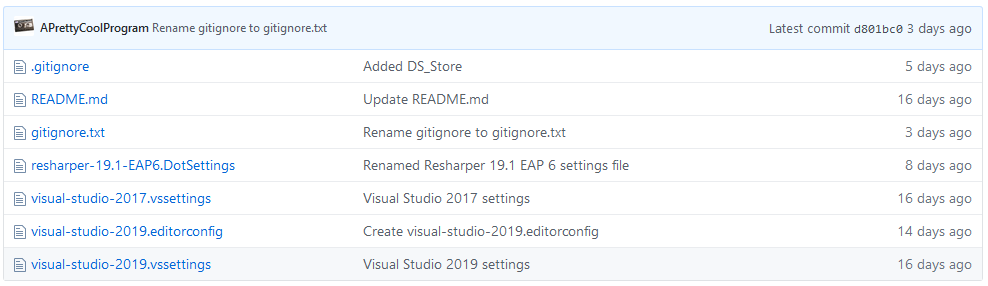 APrettyCoolProgram Rename gitignore to gitignore.txt Latest commit d801bc0 3 days ago
.gitignore Added DS_Store 5 days ago
README.md Update README.md 16 days ago
gitignore.txt Rename gitignore to gitignore.txt 3 days ago
resharper-19.1-EAP6.DotSettings Renamed Resharper 19.1 EAP 6 settings file 8 days ago
visual-studio-2017.vssettings Visual Studio 2017 settings 16 days ago
visual-studio-2019.editorconfig Create visual-studio-2019.editorconfig 14 days ago
visual-studio-2019.vssettings Visual Studio 2019 settings 16 days ago